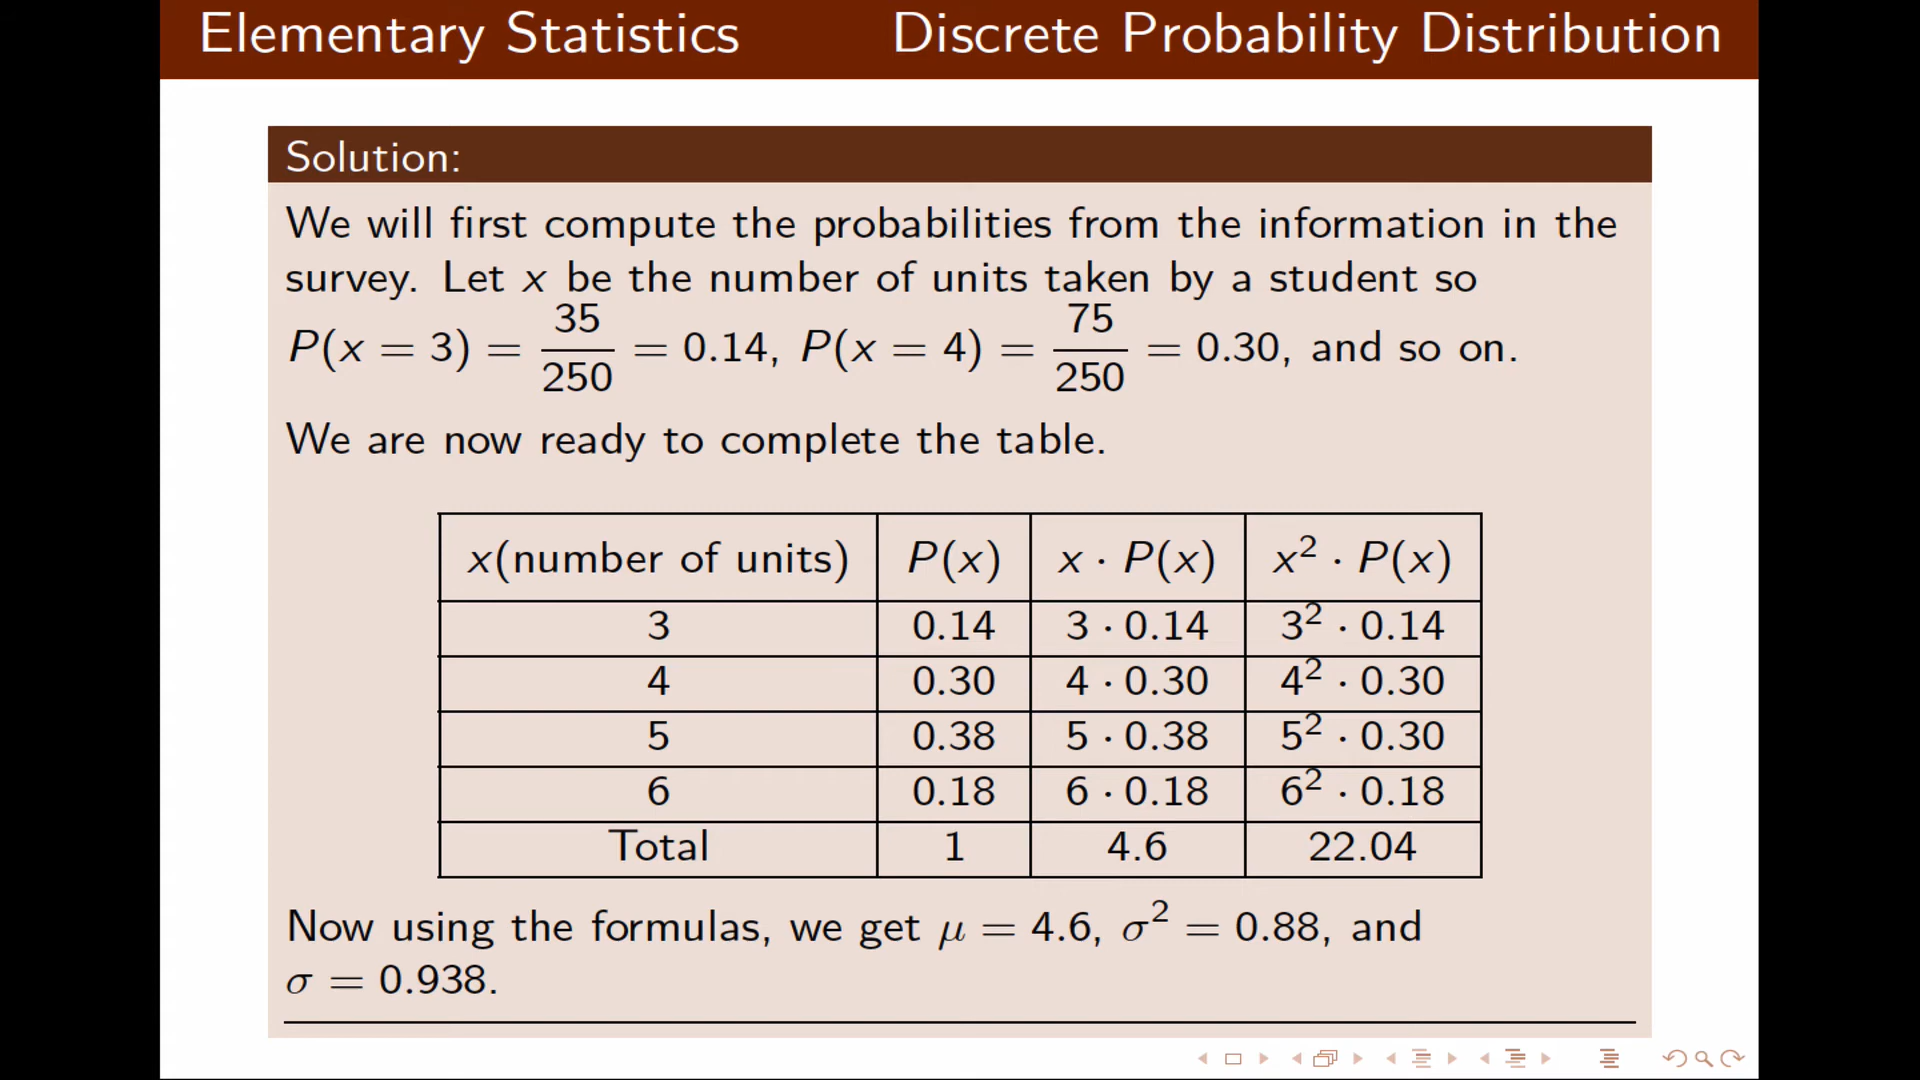 Elementary Statistics Discrete Probability Distribution
Solution:
We will first compute the probabilities from the information in the
survey. Let x be the number of units taken by a student so
P(x = 3) = 35/250 = 0.14, P(x = 4) = 75/250 = 0.30, and so on.
We are now ready to complete the table.
x(number of units) P(x) x · P(x) x² · P(x)
3 0.14 3 · 0.14 3² · 0.14
4 0.30 4 · 0.30 4² · 0.30
5 0.38 5 · 0.38 5² · 0.30
6 0.18 6 · 0.18 6² · 0.18
Total 1 4.6 22.04
Now using the formulas, we get μ = 4.6, σ² = 0.88, and
σ = 0.938.